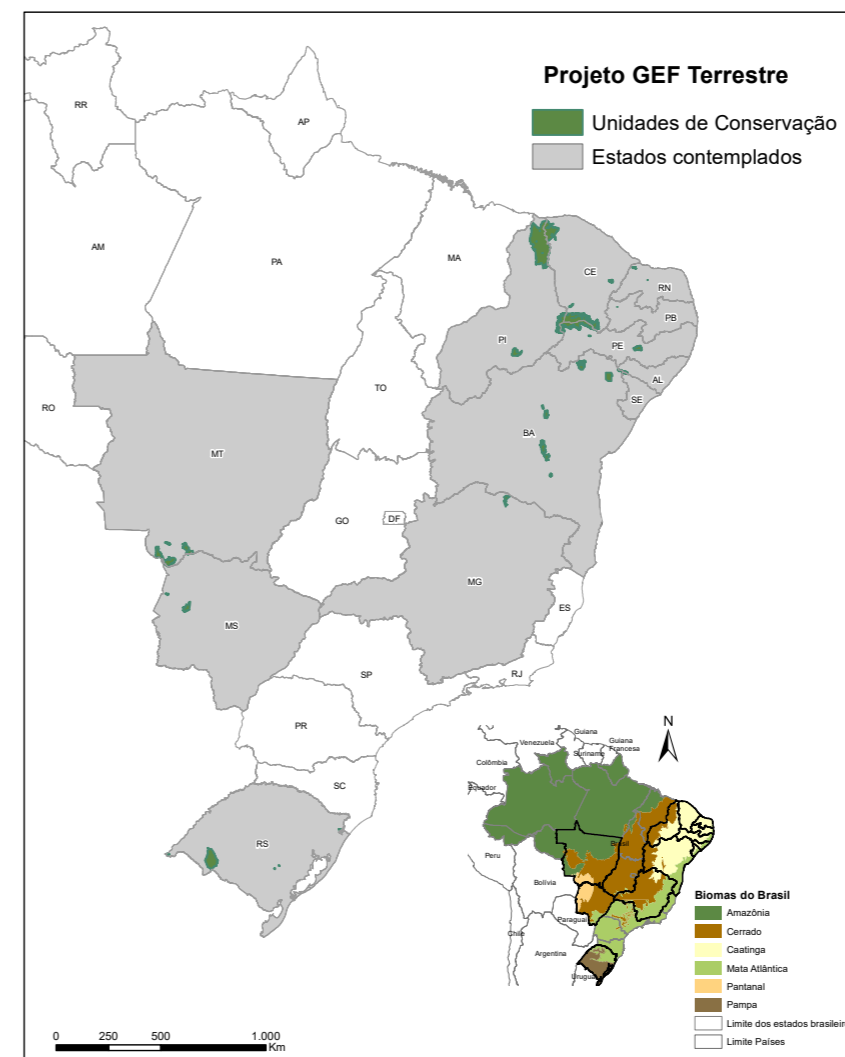 Projeto GEF Terrestre
Unidades de Conservação
Estados contemplados
RR
AP
AM
PA
MA
CE
RN
PB
PI
PE
AL
SE
TO
RO
BA
MT
GO
DF
MG
ES
MS
SP
RJ
PR
SC
RS
N
Guiana
Venezuela
Guiana
Francesa
Suriname
Colômbia
Equador
Brasil
Peru
Bolívia
Paraguai
Chile
Argentina
Uruguai
Biomas do Brasil
Amazônia
Cerrado
Caatinga
Mata Atlântica
Pantanal
Pampa
Limite dos estados brasileir
Limite Países
0 250 500 1.000
Km